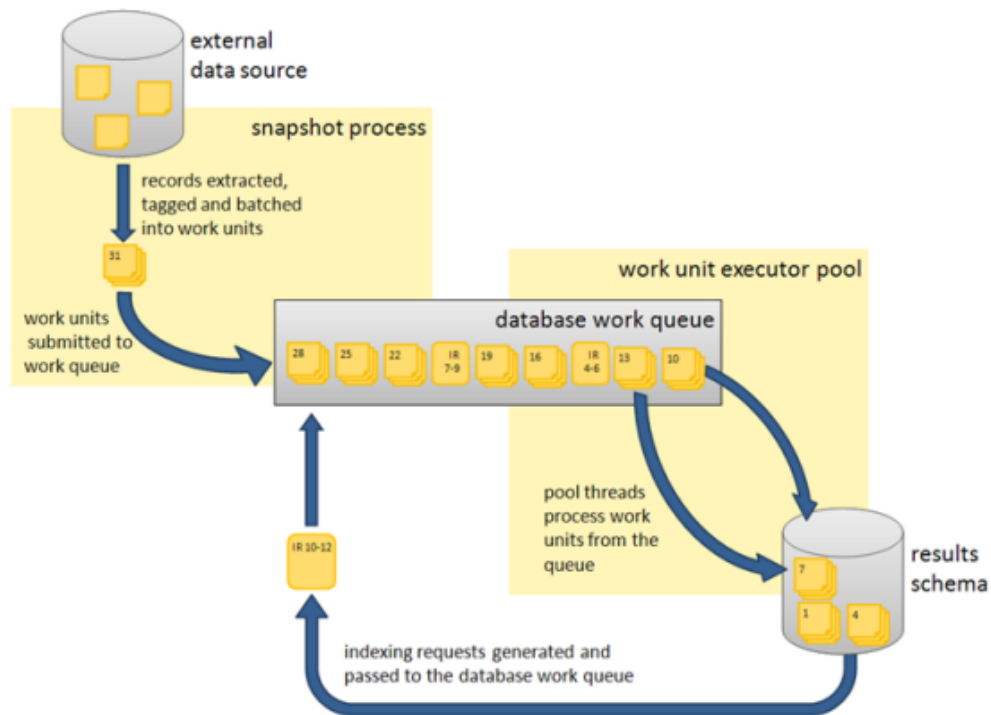 external
data source
snapshot process
records extracted,
tagged and batched
into work units
31
work units
submitted to
work queue
work unit executor pool
database work queue
28
25
22
IR
7-9
19
16
IR
4-6
13
10
pool threads
process work
units from the
queue
IR 10-12
results
schema
7
1
4
indexing requests generated and
passed to the database work queue